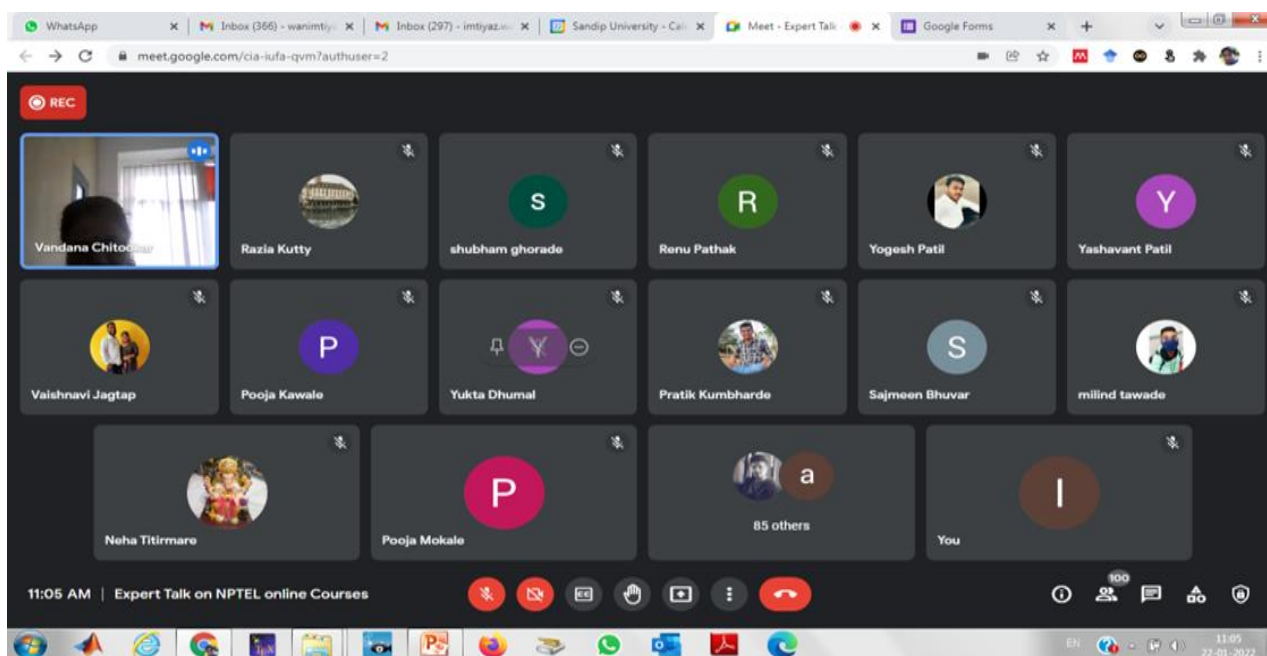 WhatsApp
Inbox (366) - wanimtiy
Inbox (297) - imtiyaz.
Sandip University - Cal
Meet - Expert Talk
Google Forms
meet.google.com/cia-iufa-qvm?authuser=2
REC
Vandana
Razia Kutty
s
shubham ghorade
R
Renu Pathak
Yogesh Patil
Y
Yashavant Patil
Vaishnavi Jagtap
P
Pooja Kawale
Y
Yukta Dhumal
Pratik Kumbharde
S
Sajmeen Bhuvar
milind tawade
Neha Titirmare
P
Pooja Mokale
a
85 others
I
You
11:05 AM | Expert Talk on NPTEL online Courses
CC
100
EN
11:05
22-01-2022